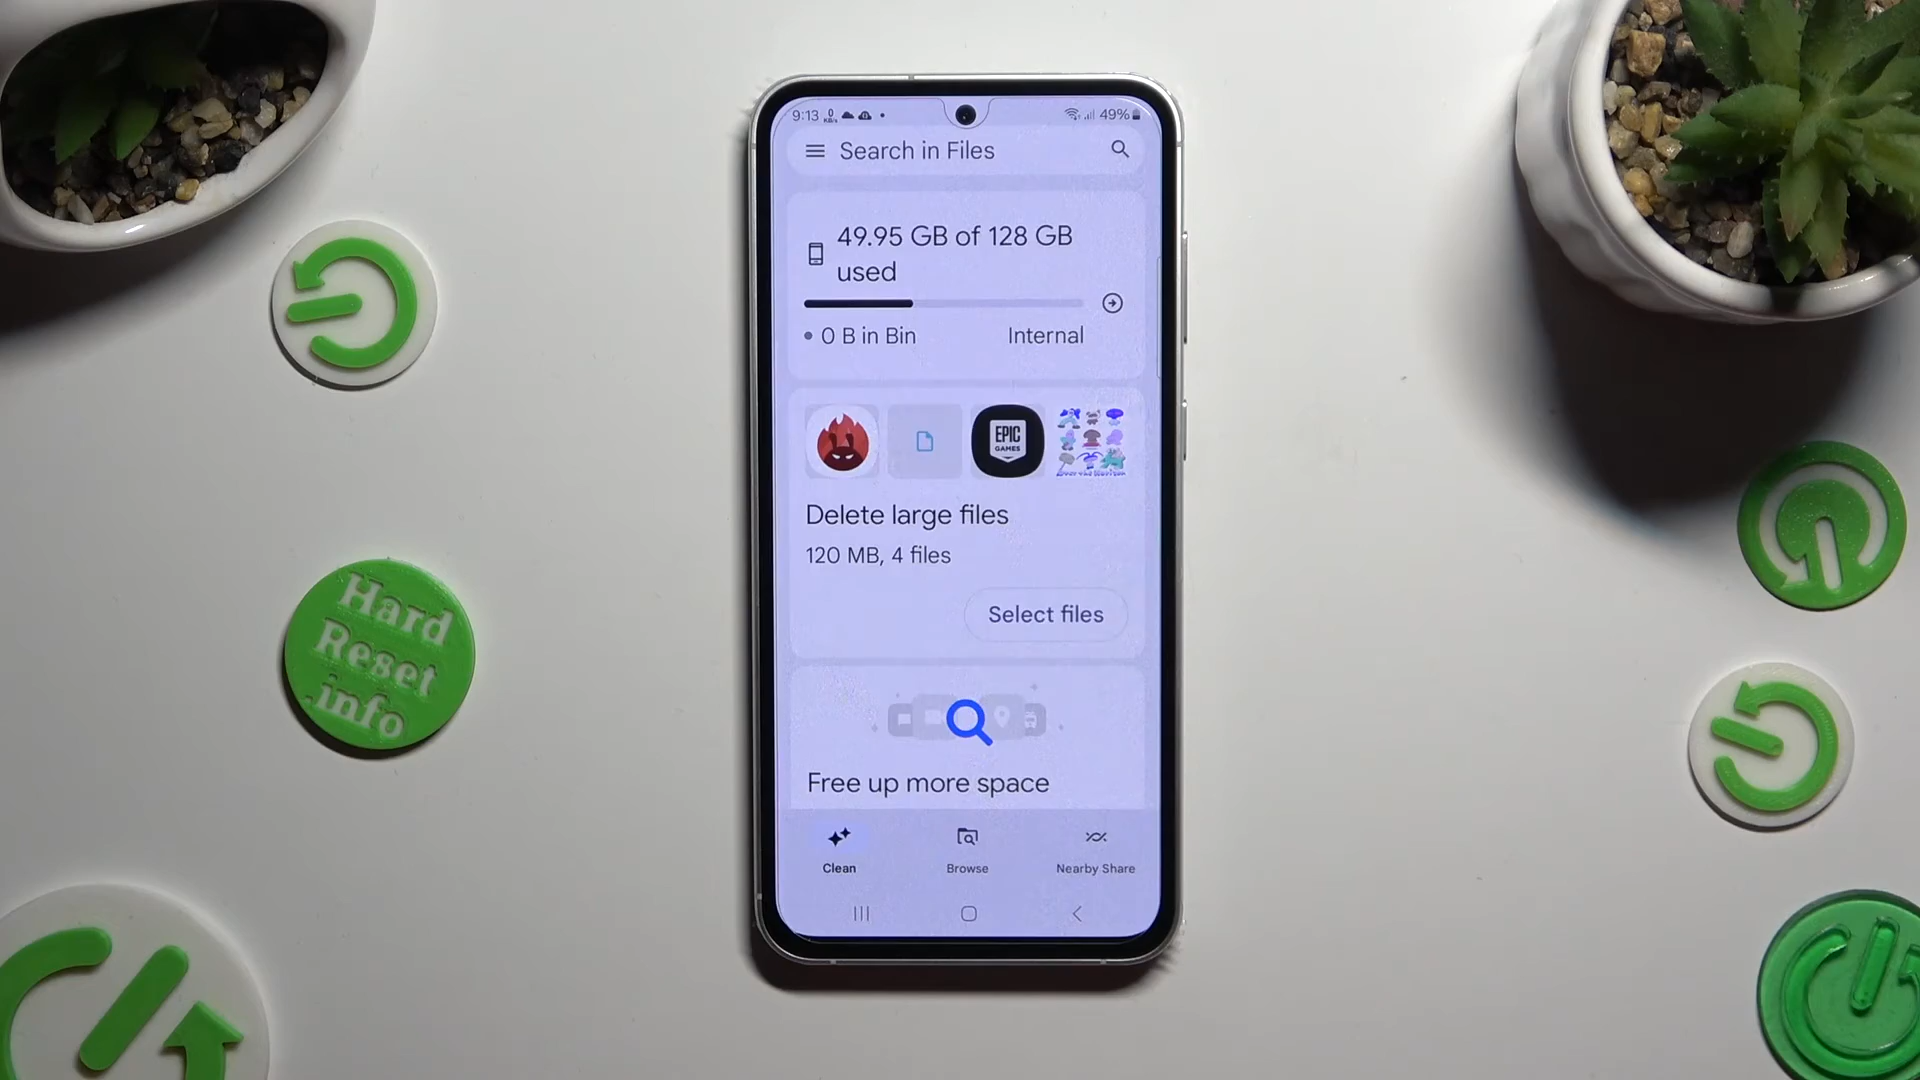 9:13
49%
Search in Files
49.95 GB of 128 GB
used
0 B in Bin
Internal
EPIC
GAMES
Delete large files
120 MB, 4 files
Select files
Free up more space
Clean
Browse
Nearby Share
Hard
Reset
.info